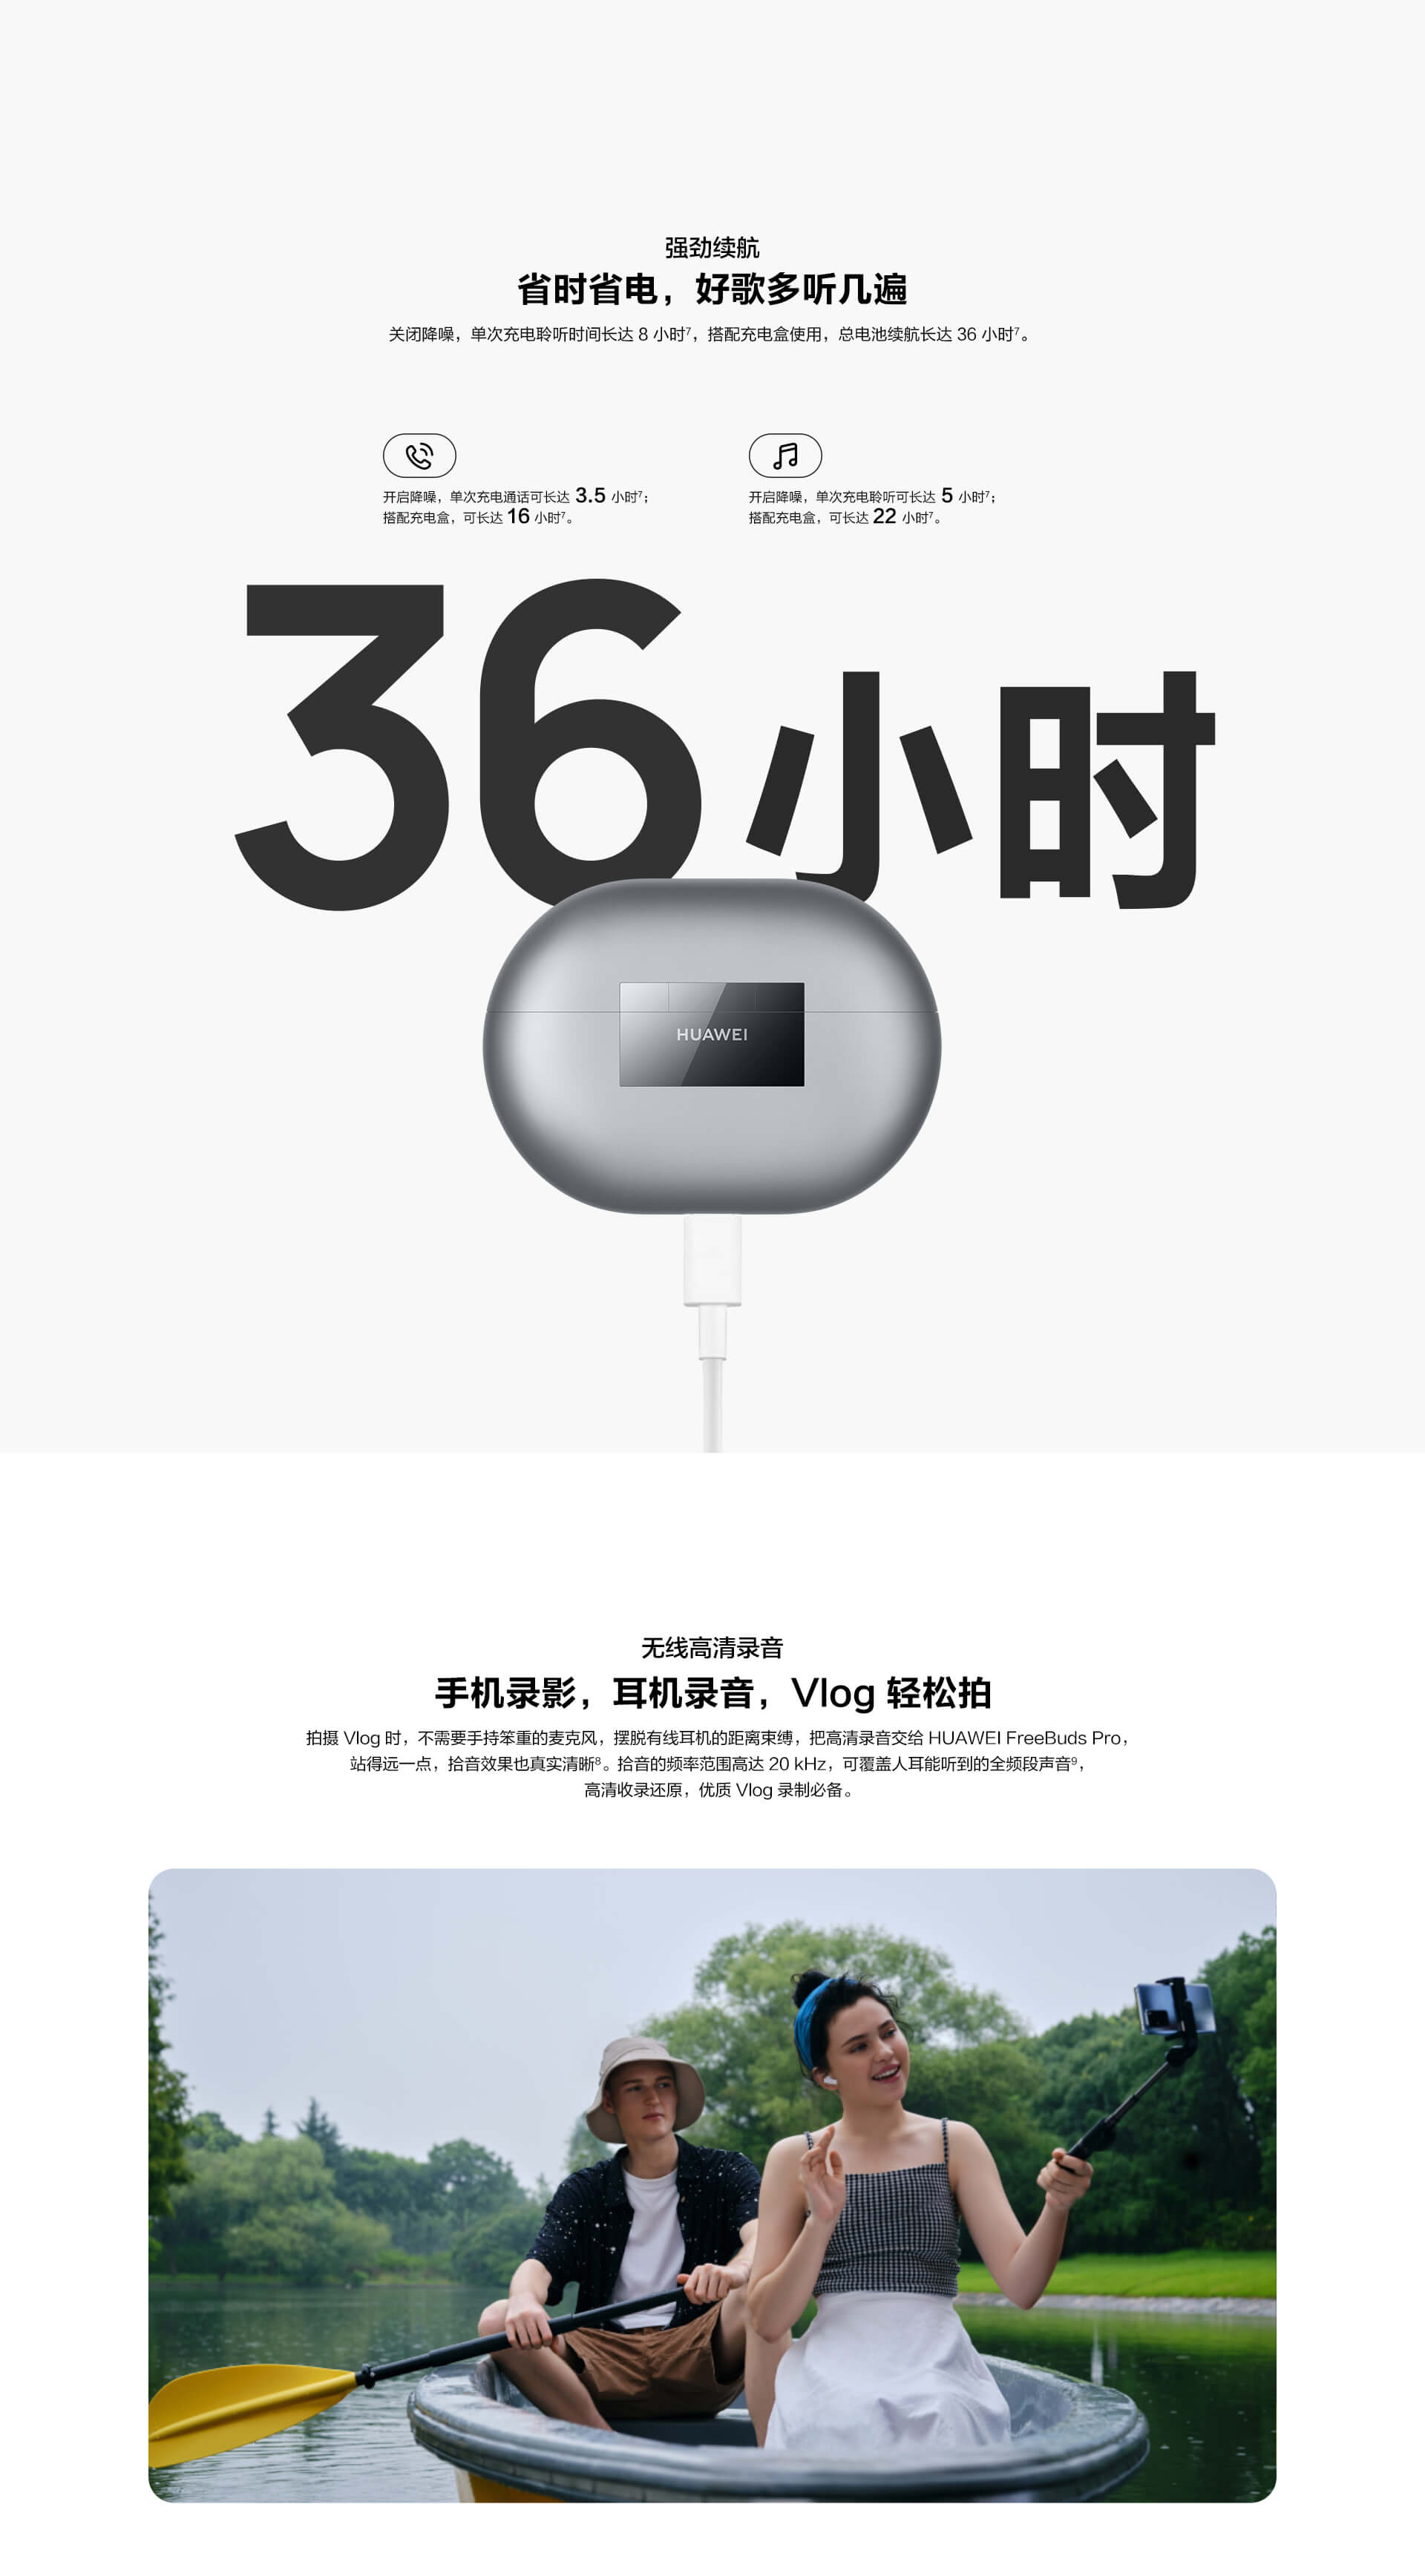 强劲续航
省时省电，好歌多听几遍
关闭降噪，单次充电聆听时间长达 8 小时⁷，搭配充电盒使用，总电池续航长达 36 小时⁷。
开启降噪，单次充电通话可长达 3.5 小时⁷；
搭配充电盒，可长达 16 小时⁷。
开启降噪，单次充电聆听可长达 5 小时⁷；
搭配充电盒，可长达 22 小时⁷。
36小时
HUAWEI
无线高清录音
手机录影，耳机录音，Vlog 轻松拍
拍摄 Vlog 时，不需要手持笨重的麦克风，摆脱有线耳机的距离束缚，把高清录音交给 HUAWEI FreeBuds Pro，
站得远一点，拾音效果也真实清晰⁸。拾音的频率范围高达 20 kHz，可覆盖人耳能听到的全频段声音⁹，
高清收录还原，优质 Vlog 录制必备。